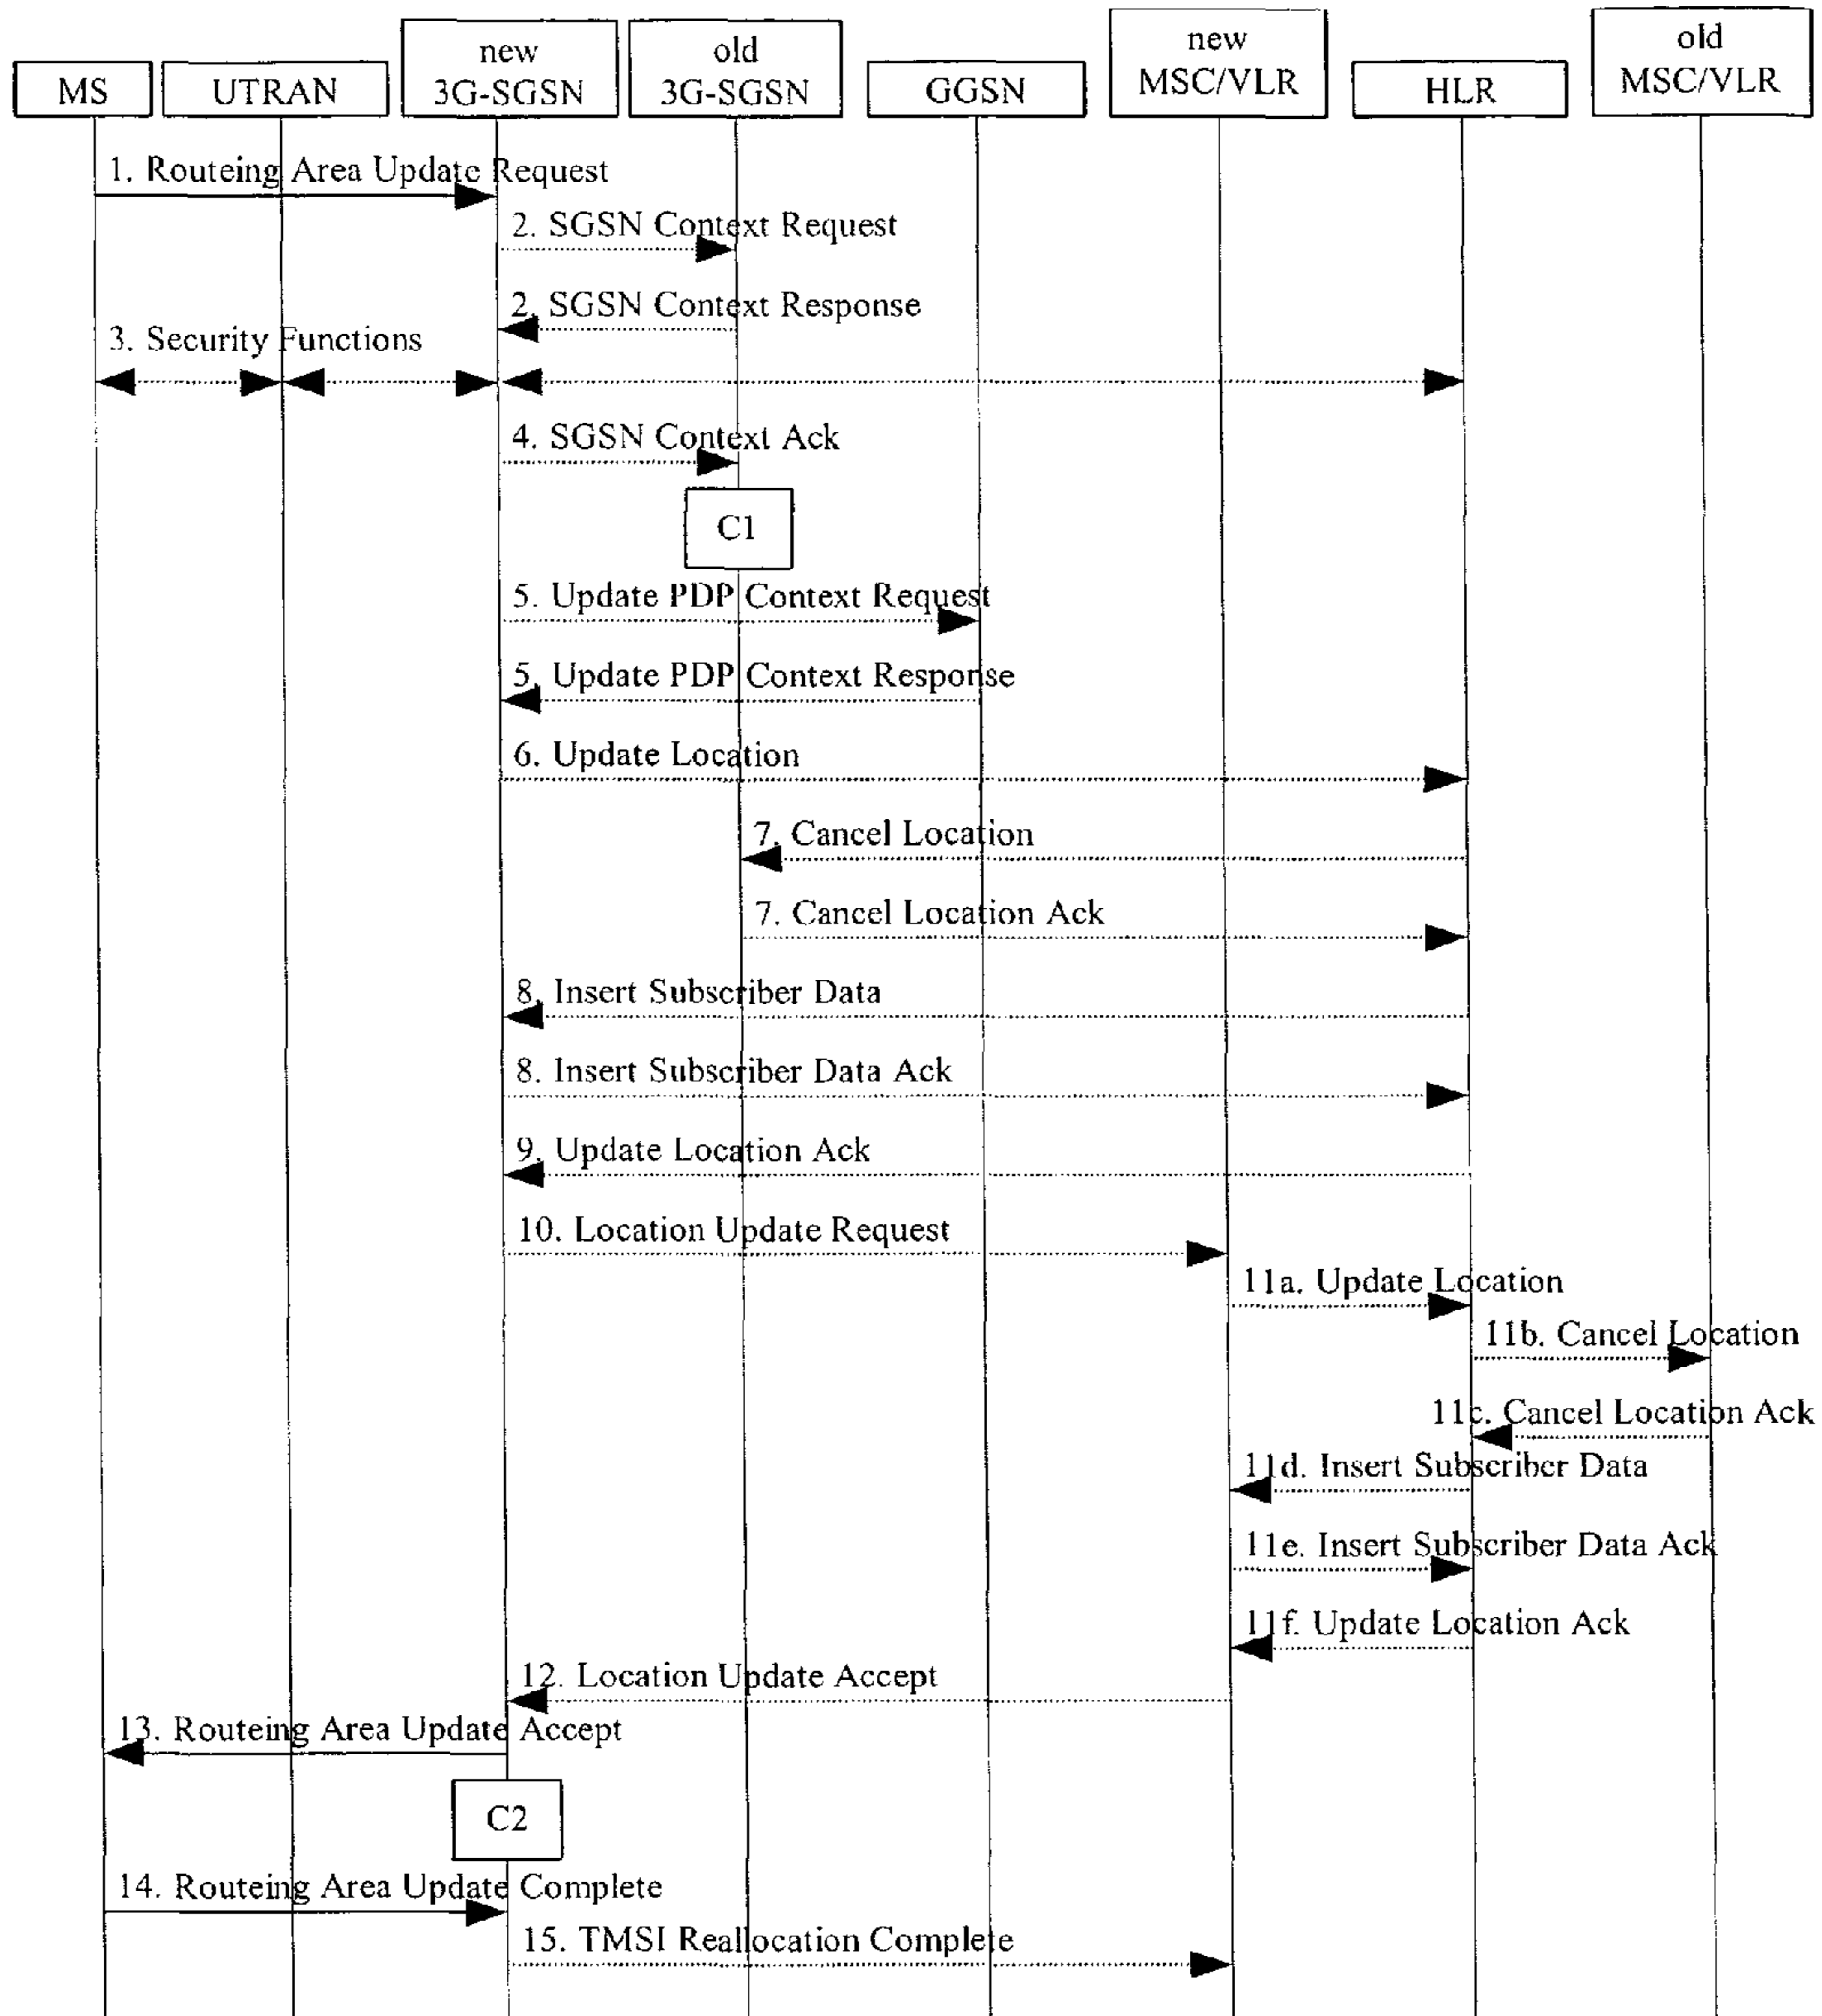 MS
UTRAN
new
3G-SGSN
old
3G-SGSN
GGSN
new
MSC/VLR
HLR
old
MSC/VLR
1. Routeing Area Update Request
2. SGSN Context Request
2. SGSN Context Response
3. Security Functions
4. SGSN Context Ack
C1
5. Update PDP Context Request
5. Update PDP Context Response
6. Update Location
7. Cancel Location
7. Cancel Location Ack
8. Insert Subscriber Data
8. Insert Subscriber Data Ack
9. Update Location Ack
10. Location Update Request
11a. Update Location
11b. Cancel Location
11c. Cancel Location Ack
11d. Insert Subscriber Data
11e. Insert Subscriber Data Ack
11f. Update Location Ack
12. Location Update Accept
13. Routeing Area Update Accept
C2
14. Routeing Area Update Complete
15. TMSI Reallocation Complete